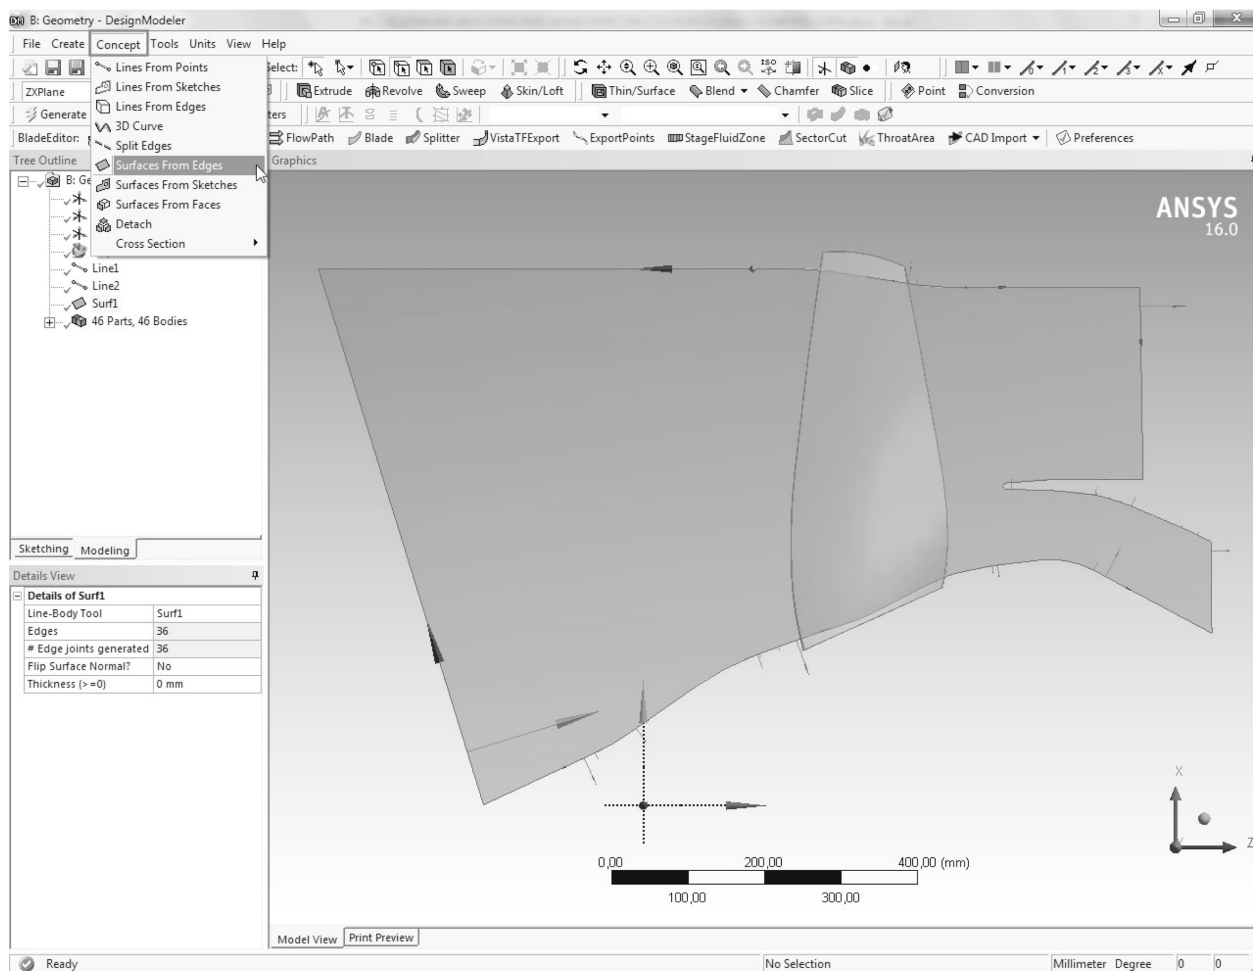 B: Geometry - DesignModeler
File Create Concept Tools Units View Help
Lines From Points
Lines From Sketches
Lines From Edges
3D Curve
Split Edges
Surfaces From Edges
Surfaces From Sketches
Surfaces From Faces
Detach
Cross Section
Select:
ZXPlane
Extrude Revolve Sweep Skin/Loft Thin/Surface Blend Chamfer Slice Point Conversion
Generate
BladeEditor: FlowPath Blade Splitter VistaTFExport ExportPoints StageFluidZone SectorCut ThroatArea CAD Import Preferences
Tree Outline
Graphics
Line1
Line2
Surf1
46 Parts, 46 Bodies
Sketching Modeling
Details View
Details of Surf1
Line-Body Tool Surf1
Edges 36
# Edge joints generated 36
Flip Surface Normal? No
Thickness (>=0) 0 mm
ANSYS
16.0
X
Z
0,00 200,00 400,00 (mm)
100,00 300,00
Model View Print Preview
Ready No Selection Millimeter Degree 0 0